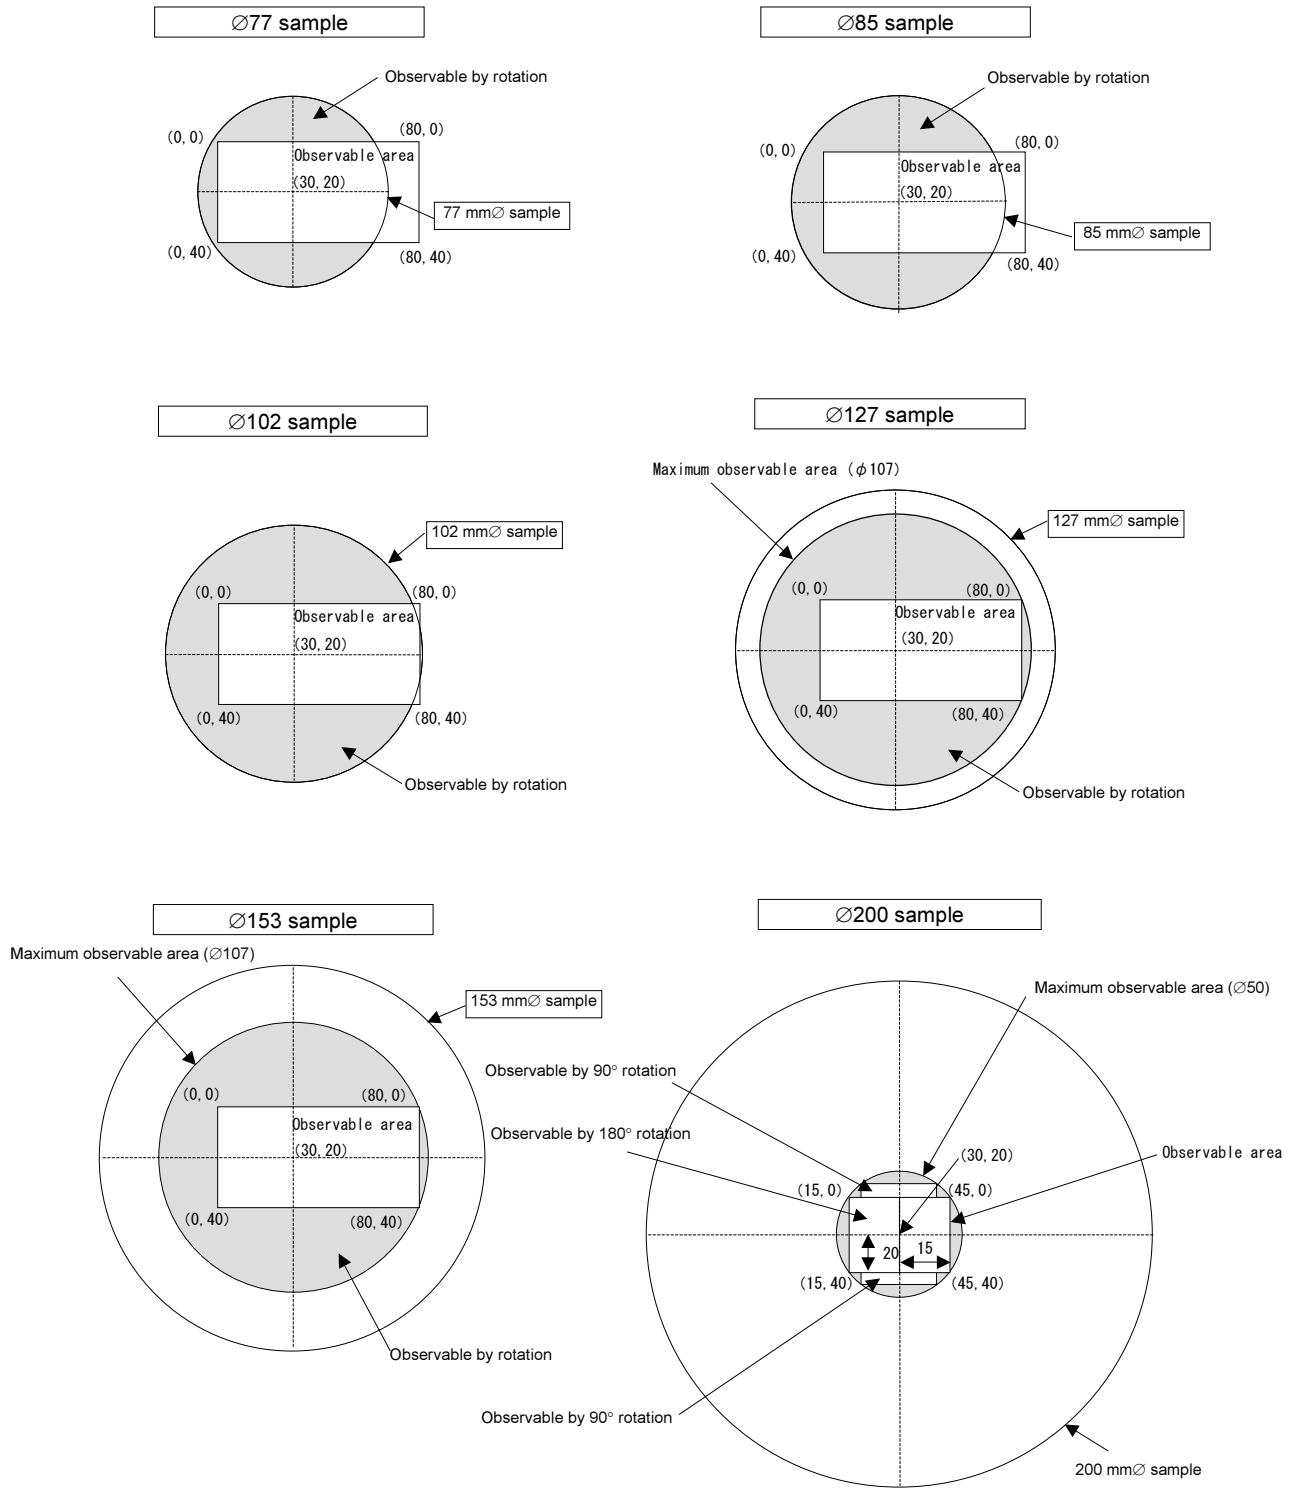 ∅77 sample
Observable by rotation
(0, 0)
(80, 0)
Observable area
(30, 20)
77 mm∅ sample
(0, 40)
(80, 40)
∅85 sample
Observable by rotation
(0, 0)
(80, 0)
Observable area
(30, 20)
85 mm∅ sample
(0, 40)
(80, 40)
∅102 sample
102 mm∅ sample
(0, 0)
(80, 0)
Observable area
(30, 20)
(0, 40)
(80, 40)
Observable by rotation
∅127 sample
Maximum observable area (φ107)
127 mm∅ sample
(0, 0)
(80, 0)
Observable area
(30, 20)
(0, 40)
(80, 40)
Observable by rotation
∅153 sample
Maximum observable area (∅107)
153 mm∅ sample
(0, 0)
(80, 0)
Observable area
(30, 20)
(0, 40)
(80, 40)
Observable by rotation
∅200 sample
Maximum observable area (∅50)
Observable by 90° rotation
Observable by 180° rotation
(30, 20)
Observable area
(15, 0)
(45, 0)
20
15
(15, 40)
(45, 40)
Observable by 90° rotation
200 mm∅ sample